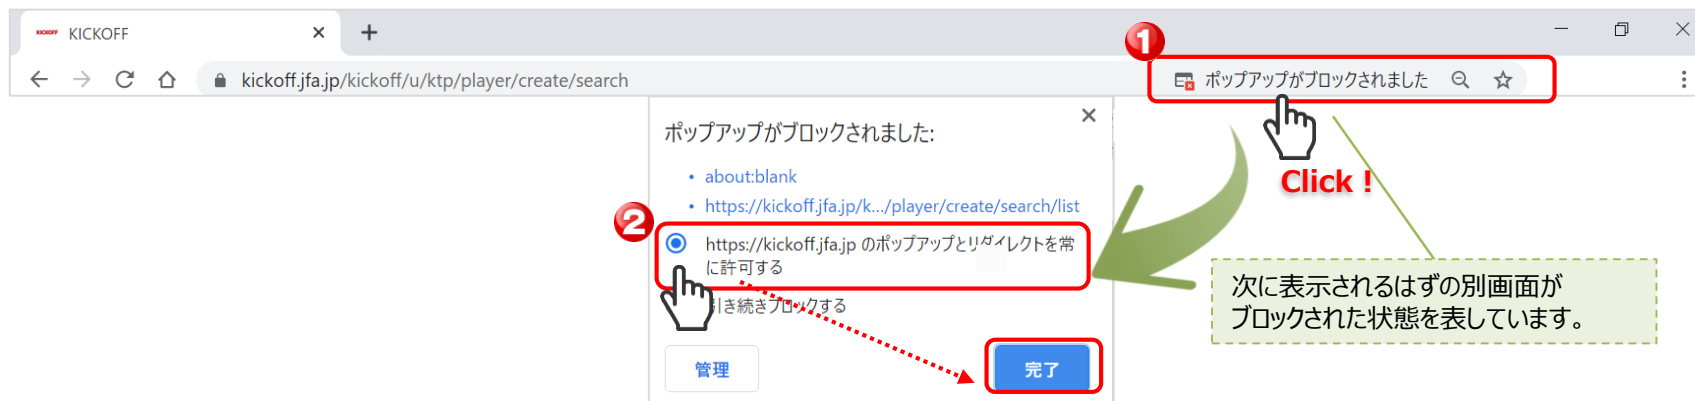 KICKOFF KICKOFF
1
kickoff.jfa.jp/kickoff/u/ktp/player/create/search
ポップアップがブロックされました
ポップアップがブロックされました:
Click !
• about:blank
• https://kickoff.jfa.jp/k.../player/create/search/list
2
https://kickoff.jfa.jp のポップアップとリダイレクトを常
に許可する
引き続きブロックする
次に表示されるはずの別画面が
ブロックされた状態を表しています。
管理
完了